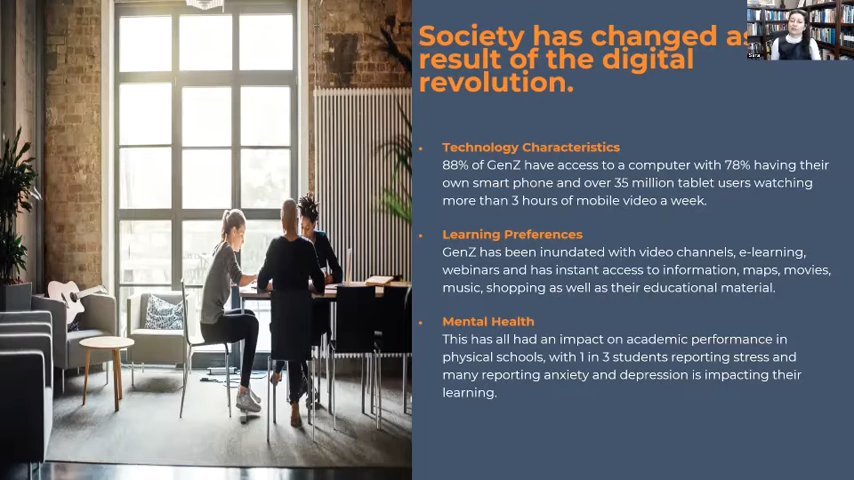 Society has changed as
result of the digital
revolution.
• Technology Characteristics
88% of GenZ have access to a computer with 78% having their
own smart phone and over 35 million tablet users watching
more than 3 hours of mobile video a week.
• Learning Preferences
GenZ has been inundated with video channels, e-learning,
webinars and has instant access to information, maps, movies,
music, shopping as well as their educational material.
• Mental Health
This has all had an impact on academic performance in
physical schools, with 1 in 3 students reporting stress and
many reporting anxiety and depression is impacting their
learning.